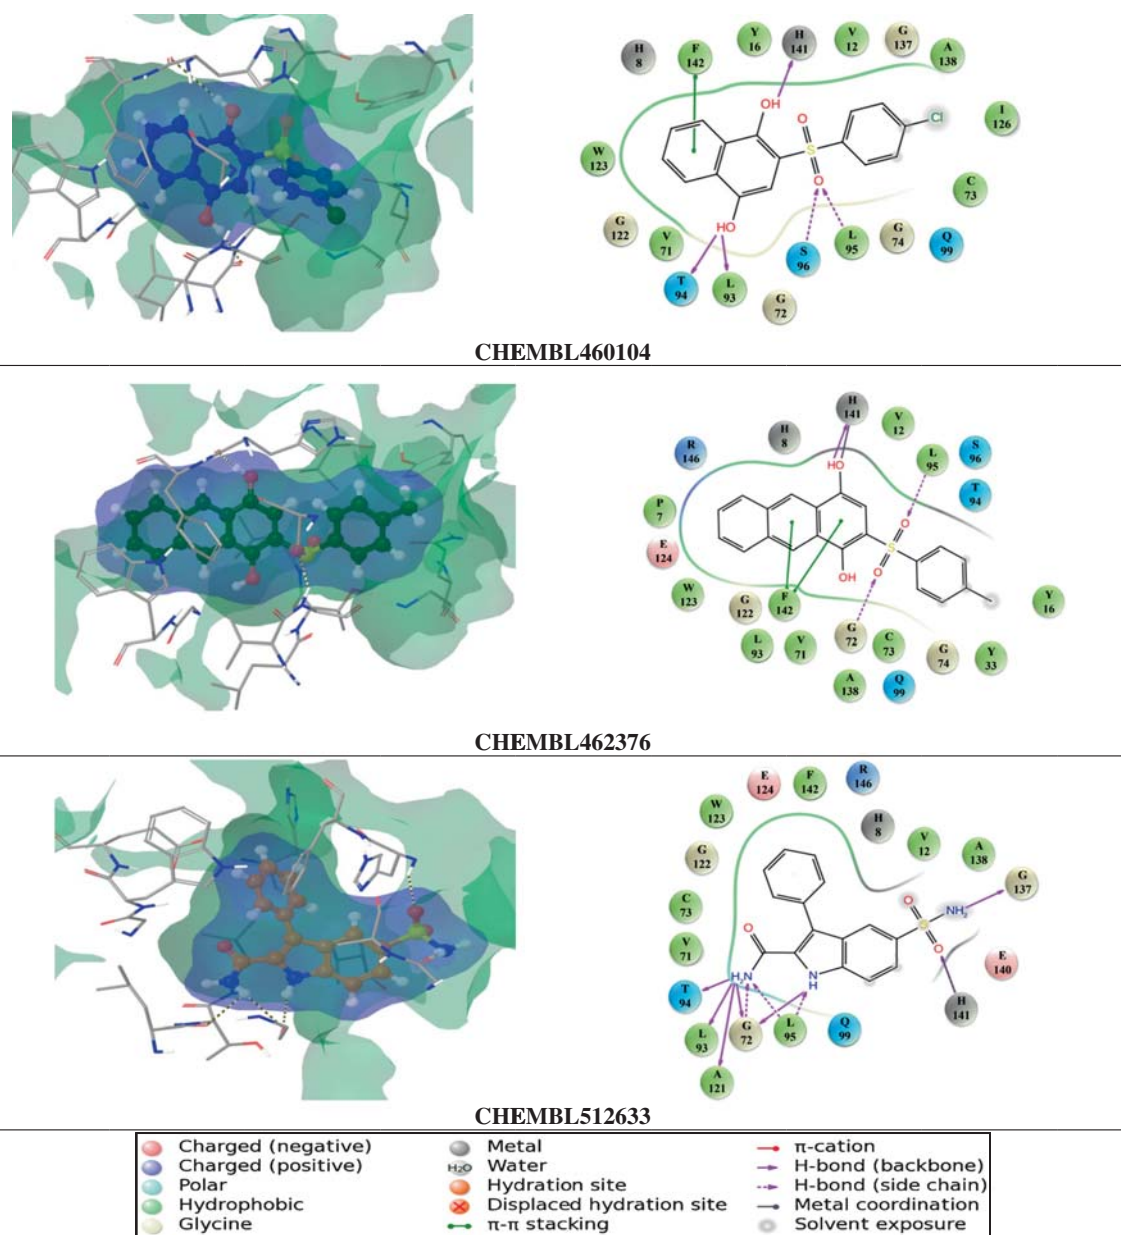 H 8
F 142
Y 16
H 141
V 12
G 137
A 138
OH
O
Cl
I 126
W 123
S
O
C 73
HO
G 122
V 71
S 96
L 95
G 74
Q 99
T 94
L 93
G 72
CHEMBL460104
H 141
V 12
H 8
R 146
L 95
S 96
HO
T 94
P 7
O
E 124
S
O
OH
W 123
G 122
F 142
Y 16
G 72
C 73
L 93
V 71
G 74
Y 33
A 138
Q 99
CHEMBL462376
E 124
F 142
R 146
W 123
H 8
V 12
A 138
G 122
G 137
O
NH2
C 73
S
O
O
V 71
E 140
H2N
N
H
T 94
H 141
L 93
G 72
L 95
Q 99
A 121
CHEMBL512633
Charged (negative) Metal π-cation
Charged (positive) H2O Water H-bond (backbone)
Polar Hydration site H-bond (side chain)
Hydrophobic Displaced hydration site Metal coordination
Glycine π-π stacking Solvent exposure